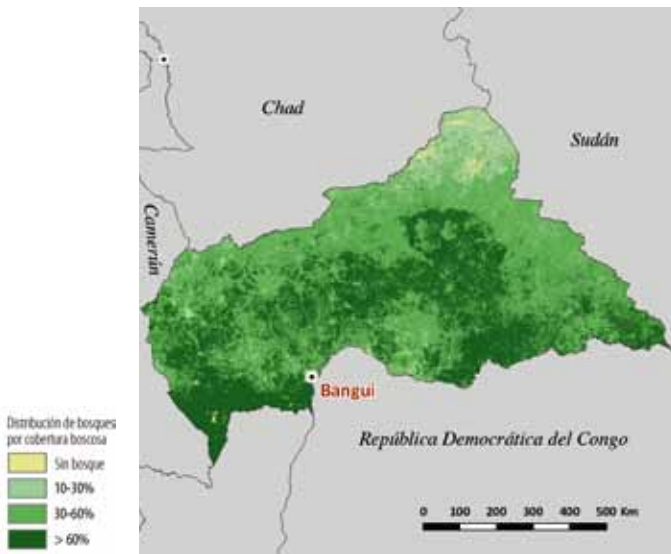 Chad
Sudán
Camerún
Bangui
República Democrática del Congo
Distribución de bosques
por cobertura boscosa
Sin bosque
10-30%
30-60%
> 60%
0 100 200 300 400 500 Km